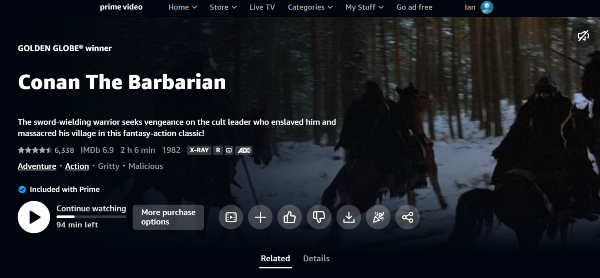 prime video Home Store Live TV Categories My Stuff Go ad free Ian
GOLDEN GLOBE® winner
Conan The Barbarian
The sword-wielding warrior seeks vengeance on the cult leader who enslaved him and
massacred his village in this fantasy-action classic!
6,338 IMDb 6.9 2 h 6 min 1982 X-RAY R AD
Adventure · Action · Gritty · Malicious
Included with Prime
Continue watching
94 min left
More purchase
options
Related Details